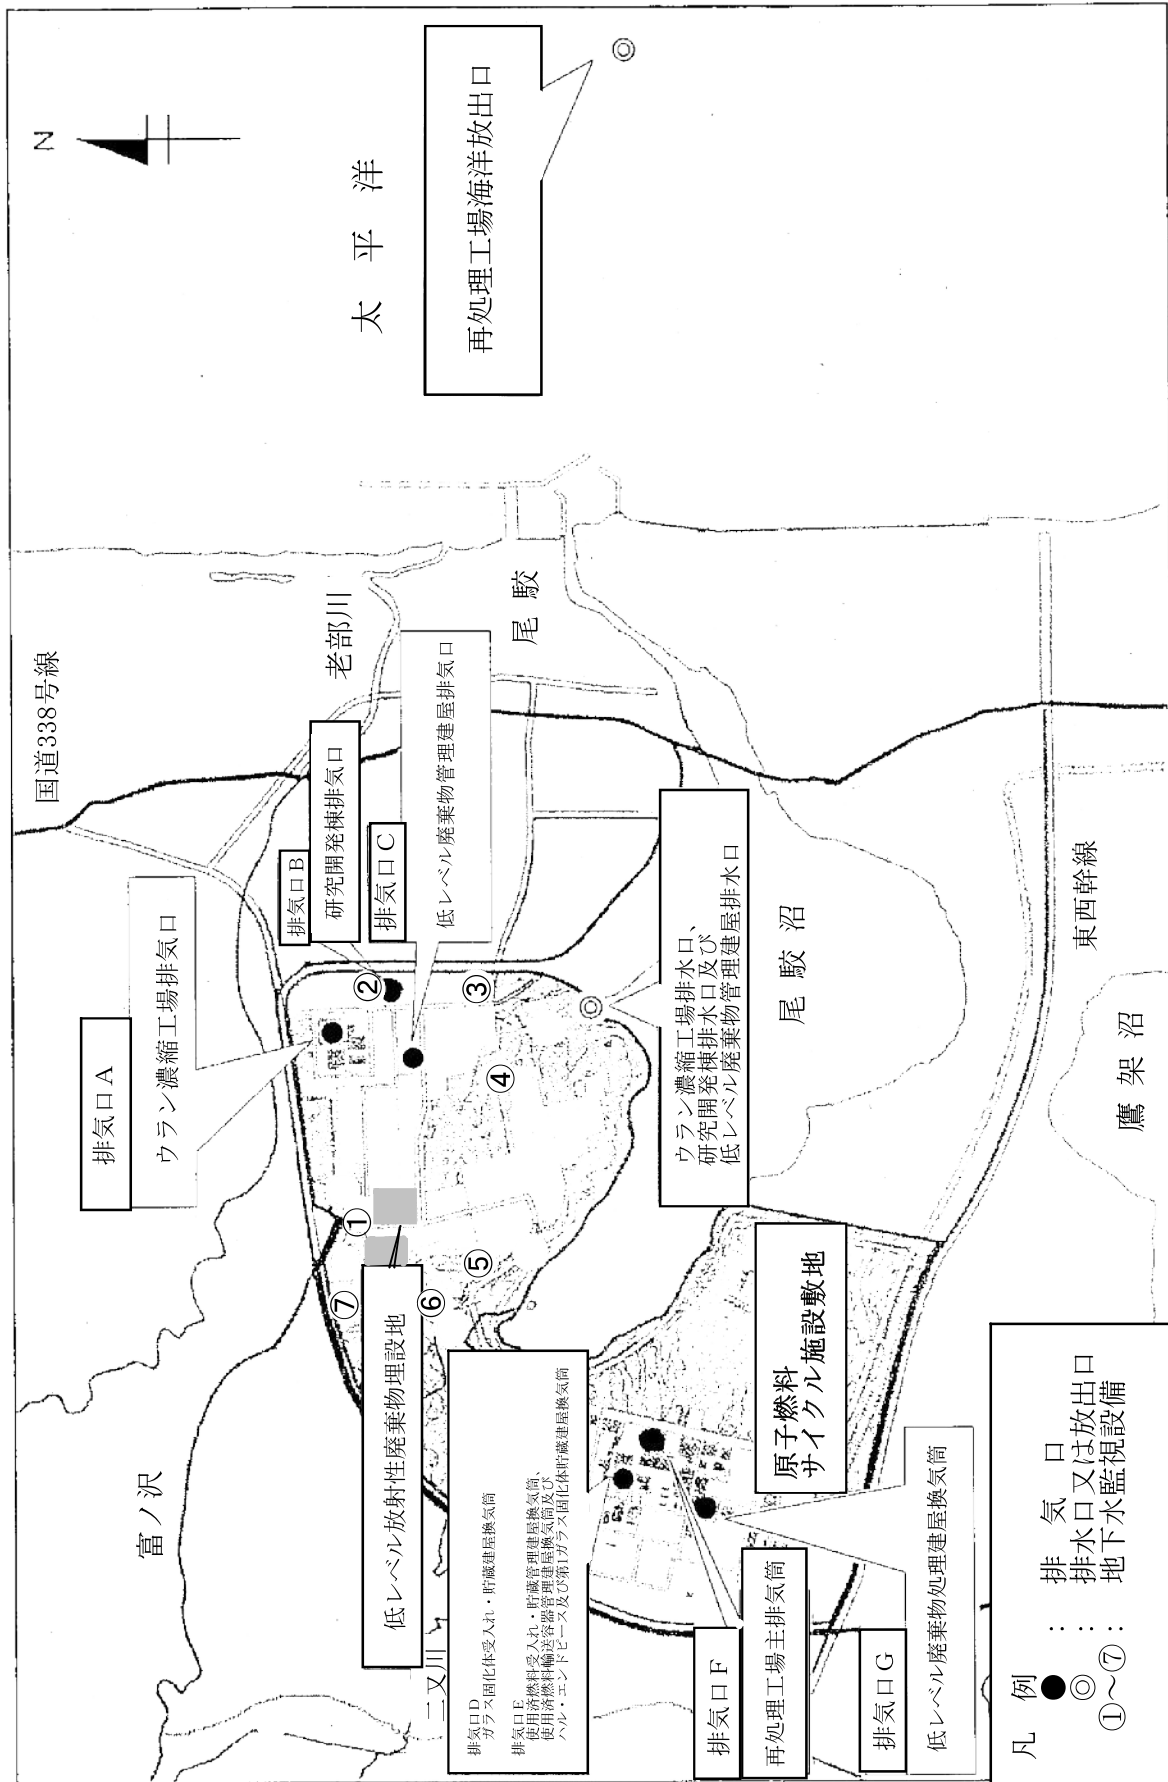 N
太平洋
再処理工場海洋放出口
国道338号線
老部川
尾駮
排気口A
ウラン濃縮工場排気口
排気口B
研究開発棟排気口
排気口C
低レベル廃棄物管理建屋排気口
②
③
④
①
⑤
⑥
⑦
ウラン濃縮工場排水口、
研究開発棟排水口及び
低レベル廃棄物管理建屋排水口
尾駮沼
東西幹線
鷹架沼
富ノ沢
低レベル放射性廃棄物埋設地
二又川
排気口D
ガラス固化体受入れ・貯蔵建屋換気筒
排気口E
使用済燃料受入れ・貯蔵管理建屋換気筒、
使用済燃料輸送容器管理建屋換気筒及び
ハル・エンドピース及び第1ガラス固化体貯蔵建屋換気筒
原子燃料
サイクル施設敷地
排気口F
再処理工場主排気筒
排気口G
低レベル廃棄物処理建屋換気筒
凡例
● : 排気口
◎ : 排水口又は放出口
①～⑦ : 地下水監視設備